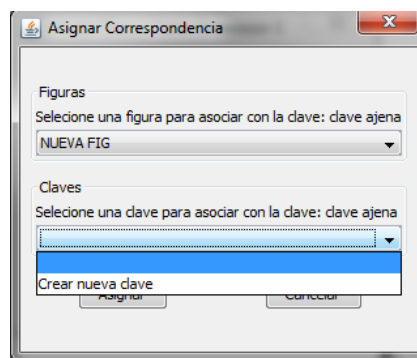 Asignar Correspondencia
Figuras
Selecione una figura para asociar con la clave: clave ajena
NUEVA FIG
Claves
Selecione una clave para asociar con la clave: clave ajena
Crear nueva clave
Asignar
Cancelar